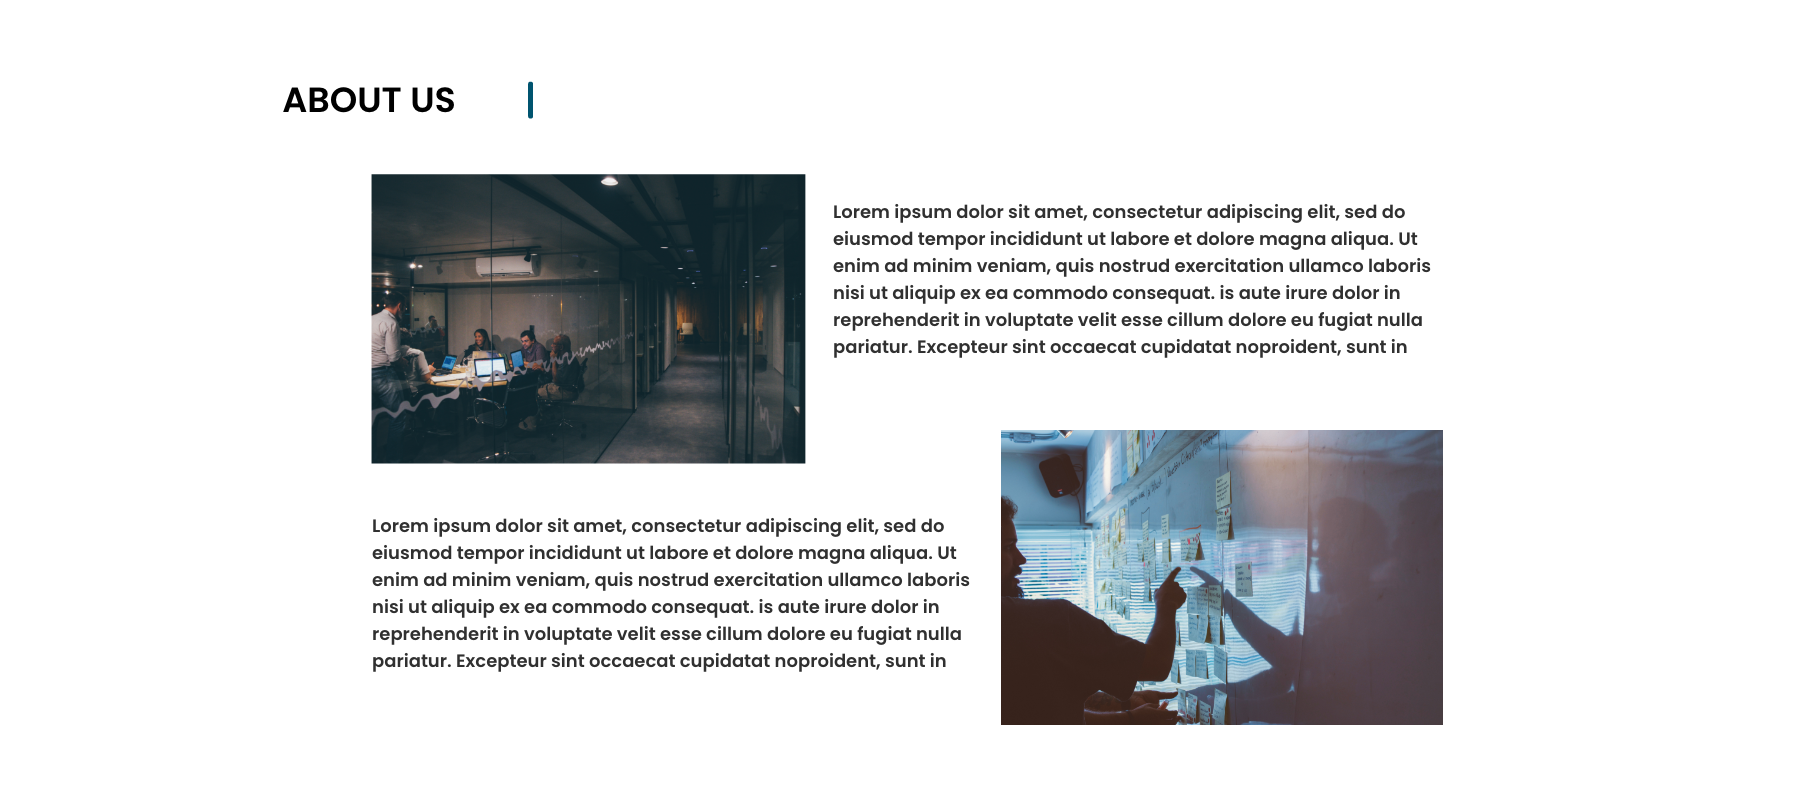 ABOUT US
Lorem ipsum dolor sit amet, consectetur adipiscing elit, sed do
eiusmod tempor incididunt ut labore et dolore magna aliqua. Ut
enim ad minim veniam, quis nostrud exercitation ullamco laboris
nisi ut aliquip ex ea commodo consequat. is aute irure dolor in
reprehenderit in voluptate velit esse cillum dolore eu fugiat nulla
pariatur. Excepteur sint occaecat cupidatat noproident, sunt in
Lorem ipsum dolor sit amet, consectetur adipiscing elit, sed do
eiusmod tempor incididunt ut labore et dolore magna aliqua. Ut
enim ad minim veniam, quis nostrud exercitation ullamco laboris
nisi ut aliquip ex ea commodo consequat. is aute irure dolor in
reprehenderit in voluptate velit esse cillum dolore eu fugiat nulla
pariatur. Excepteur sint occaecat cupidatat noproident, sunt in